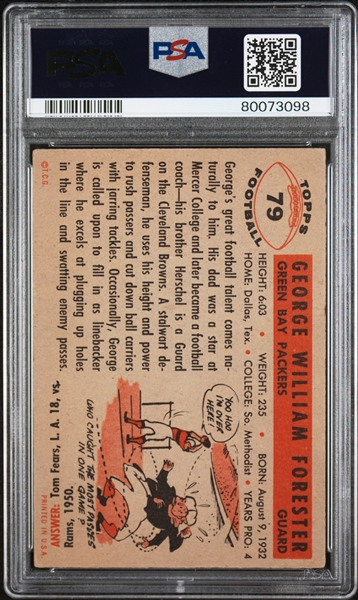 PSA
PSA
80073098
TOPPS
79
FOOTBALL
GEORGE WILLIAM FORESTER
GREEN BAY PACKERS
GUARD
HEIGHT: 6:03 • WEIGHT: 235 • BORN: August 9, 1932
HOME: Dallas, Tex. • COLLEGE: So. Methodist • YEARS PRO: 4
George's great football talent comes na-
turally to him. His dad was a star at
Mercer College and later became a football
coach—his brother Herschel is a Guard
on the Cleveland Browns. A stalwart de-
fenseman, he uses his height and power
to rush passers and cut down ball carriers
with jarring tackles. Occasionally, George
is called upon to fill in as linebacker
where he excels at plugging up holes
in the line and swatting enemy passes.
©T.C.G.
YOO HOO
I'M OVER
HERE!
WHO CAUGHT THE MOST PASSES
IN ONE GAME?
ANSWER: Tom Fears, L. A. 18, vs.
Rams, 1950.
PRINTED IN U.S.A.